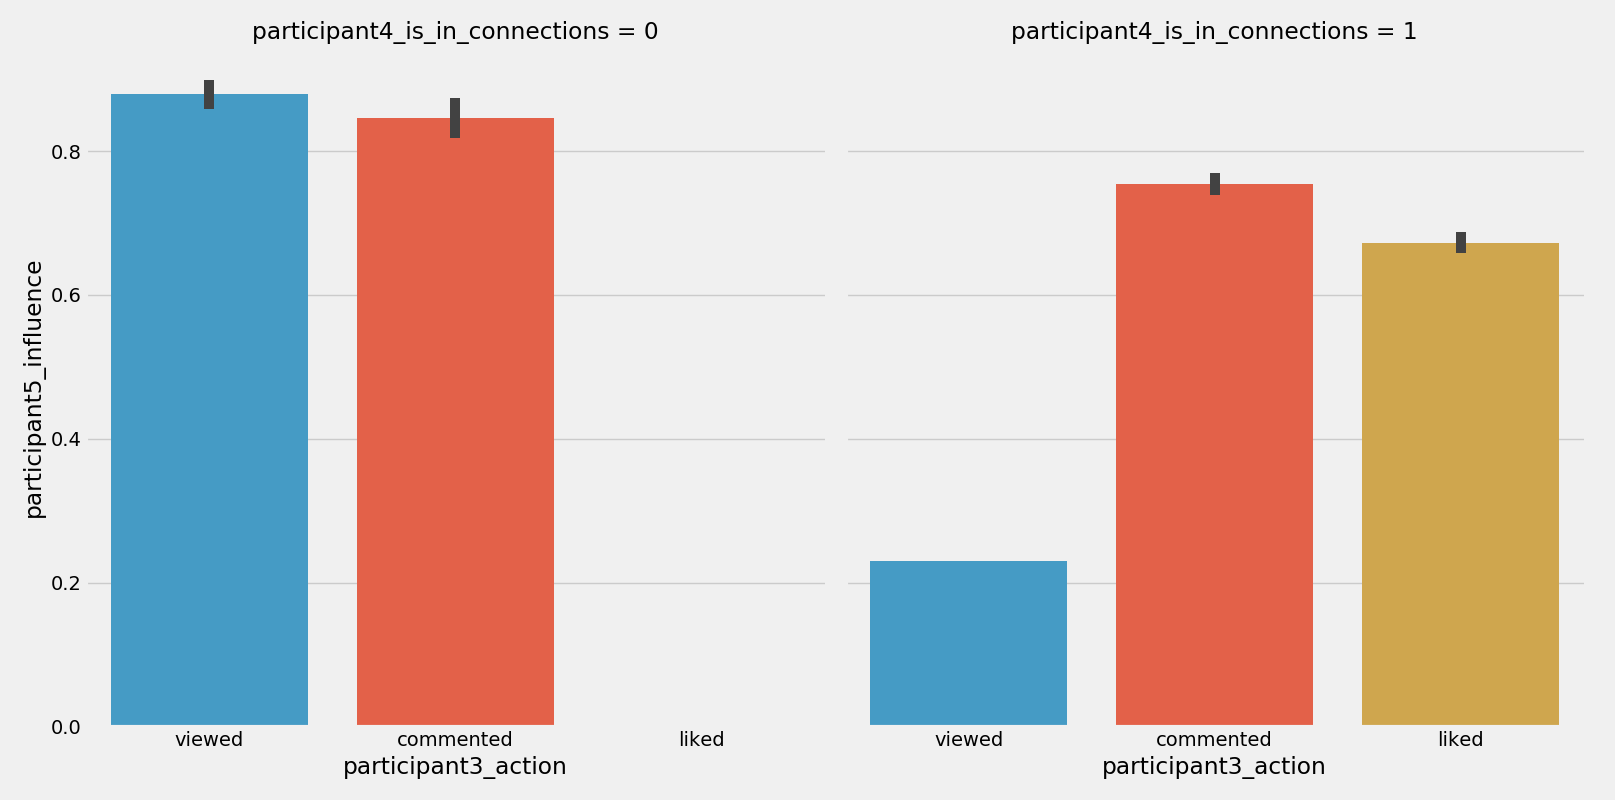 participant4_is_in_connections = 0
participant4_is_in_connections = 1
participant5_influence
0.8
0.6
0.4
0.2
0.0
viewed commented liked
viewed commented liked
participant3_action
participant3_action